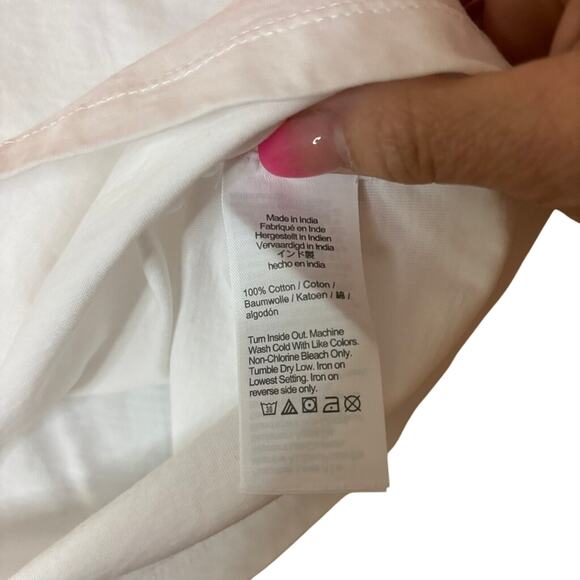 Made in India
Fabriqué en Inde
Hergestellt in Indien
Vervaardigd in India
インド製
hecho en india
100% Cotton / Coton /
Baumwolle / Katoen / 綿 /
algodón
Turn Inside Out. Machine
Wash Cold With Like Colors.
Non-Chlorine Bleach Only.
Tumble Dry Low. Iron on
Lowest Setting. Iron on
reverse side only.
30